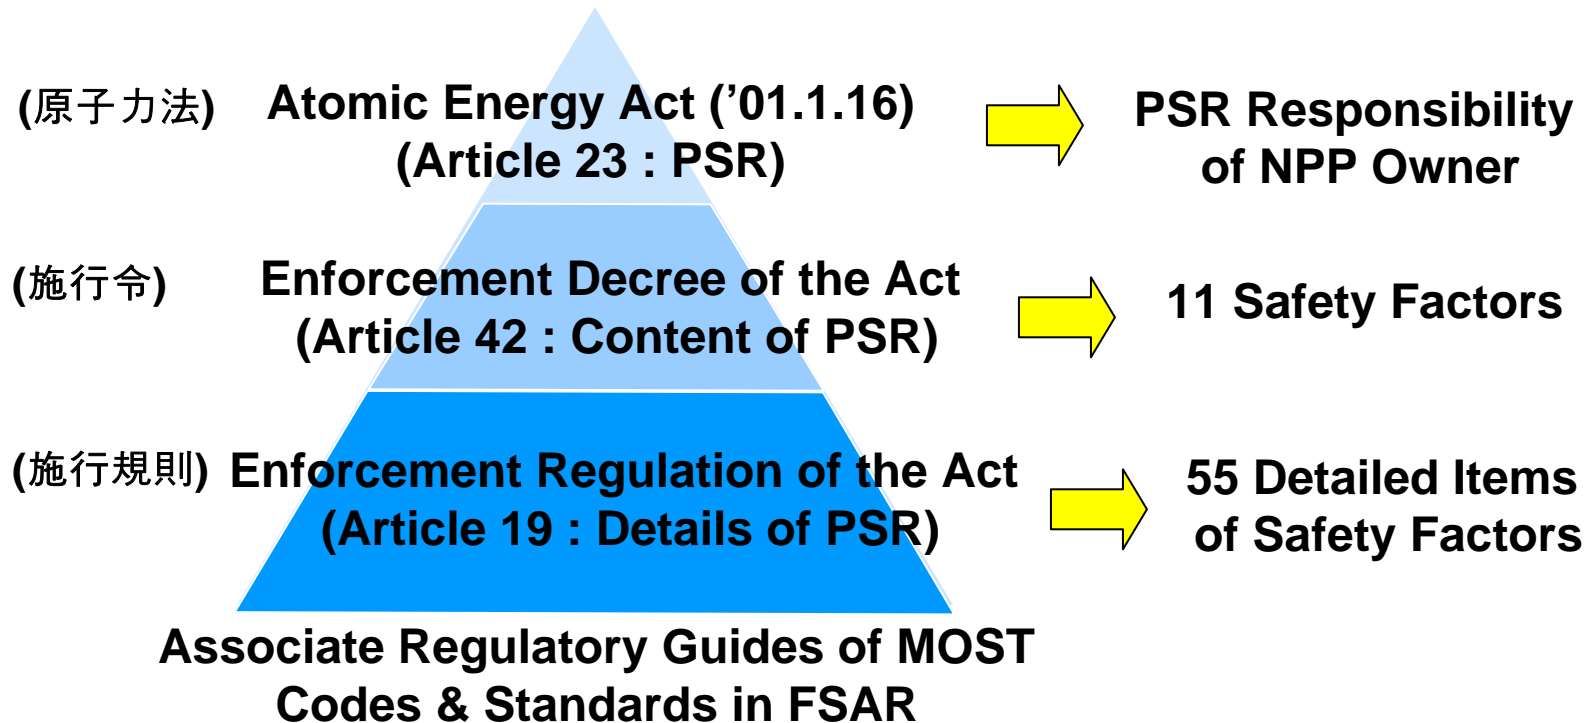 (原子力法) Atomic Energy Act (’01.1.16)
(Article 23 : PSR)
PSR Responsibility
of NPP Owner
(施行令) Enforcement Decree of the Act
(Article 42 : Content of PSR)
11 Safety Factors
(施行規則) Enforcement Regulation of the Act
(Article 19 : Details of PSR)
55 Detailed Items
of Safety Factors
Associate Regulatory Guides of MOST
Codes & Standards in FSAR